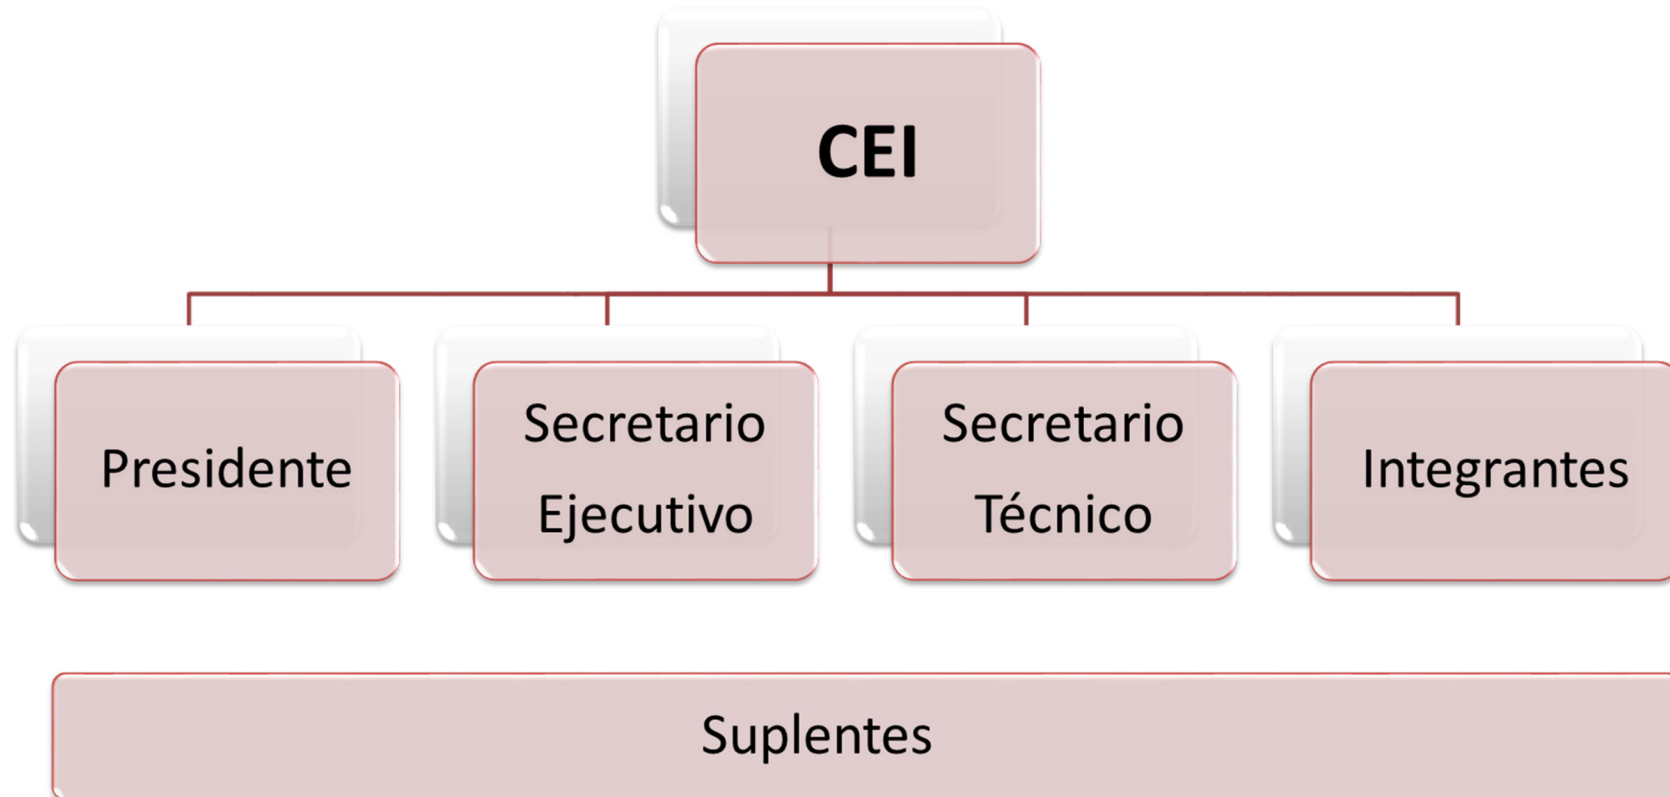 CEI
Presidente
Secretario
Ejecutivo
Secretario
Técnico
Integrantes
Suplentes